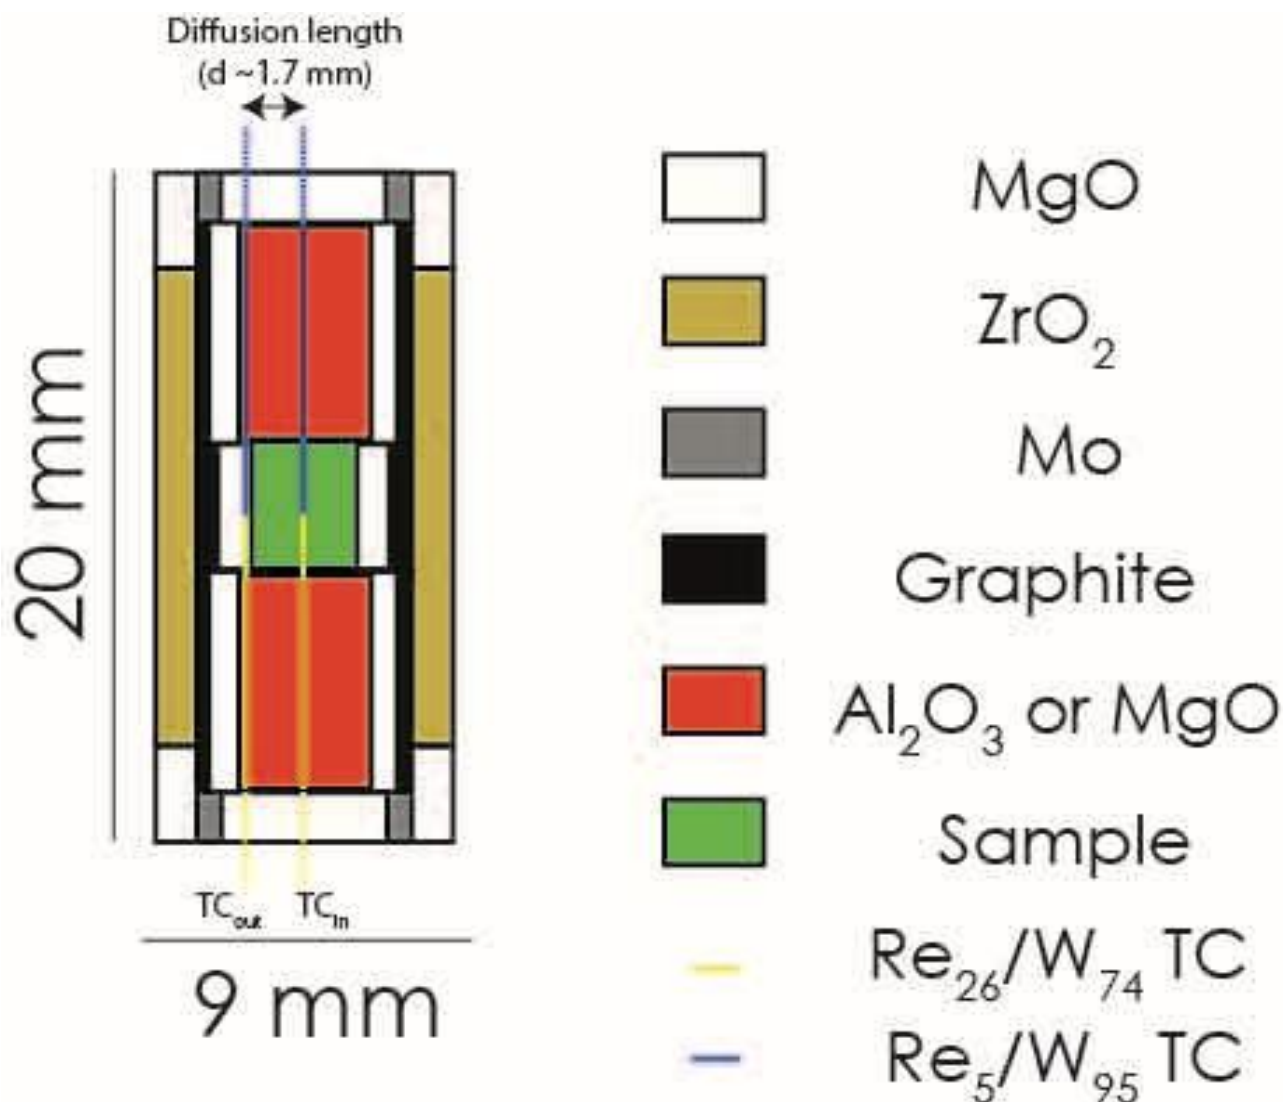 Diffusion length
(d ~1.7 mm)
20 mm
TCout TCin
9 mm
MgO
ZrO2
Mo
Graphite
Al2O3 or MgO
Sample
Re26/W74 TC
Re5/W95 TC